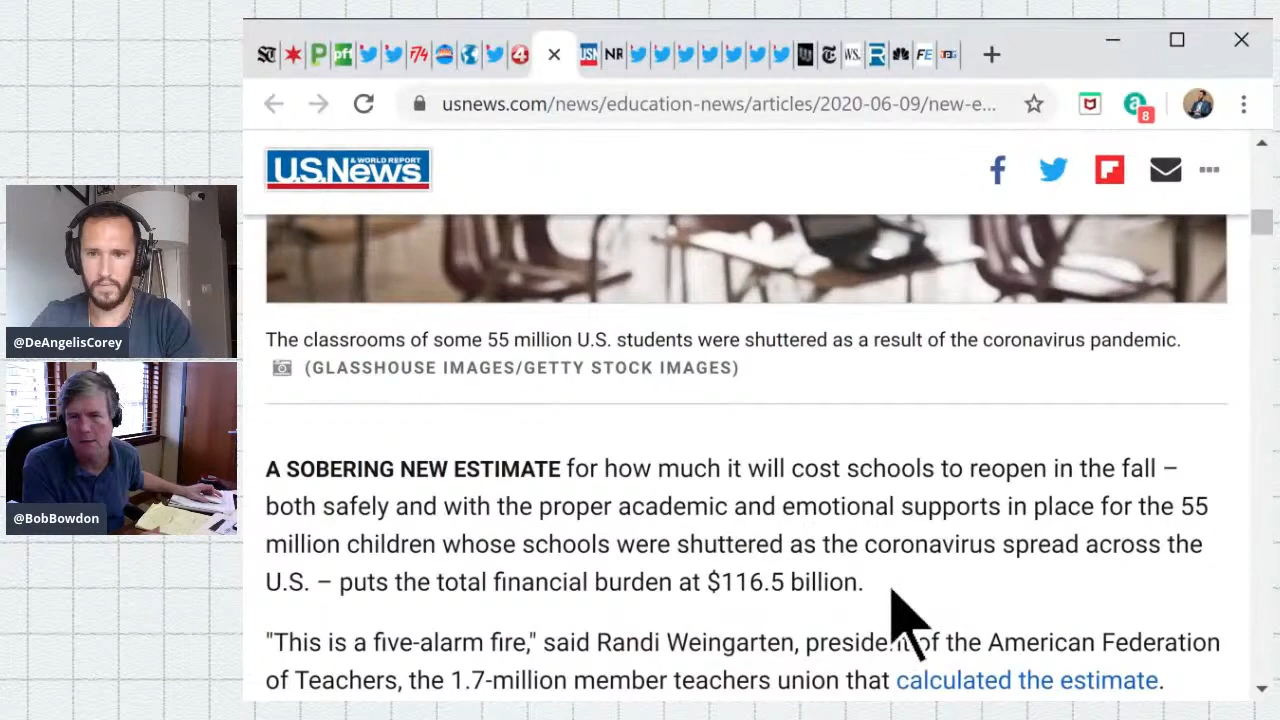 usnews.com/news/education-news/articles/2020-06-09/new-e...
8
U.S.News
& WORLD REPORT
The classrooms of some 55 million U.S. students were shuttered as a result of the coronavirus pandemic.
(GLASSHOUSE IMAGES/GETTY STOCK IMAGES)
A SOBERING NEW ESTIMATE for how much it will cost schools to reopen in the fall –
both safely and with the proper academic and emotional supports in place for the 55
million children whose schools were shuttered as the coronavirus spread across the
U.S. – puts the total financial burden at $116.5 billion.
"This is a five-alarm fire," said Randi Weingarten, president of the American Federation
of Teachers, the 1.7-million member teachers union that calculated the estimate.
@DeAngelisCorey
@BobBowdon